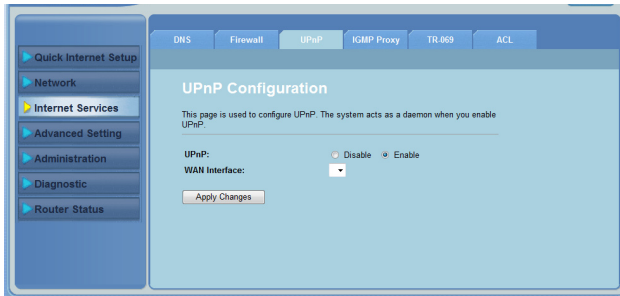 DNS Firewall UPnP IGMP Proxy TR-069 ACL
Quick Internet Setup
Network
Internet Services
Advanced Setting
Administration
Diagnostic
Router Status
UPnP Configuration
This page is used to configure UPnP. The system acts as a daemon when you enable
UPnP.
UPnP: Disable Enable
WAN Interface:
Apply Changes